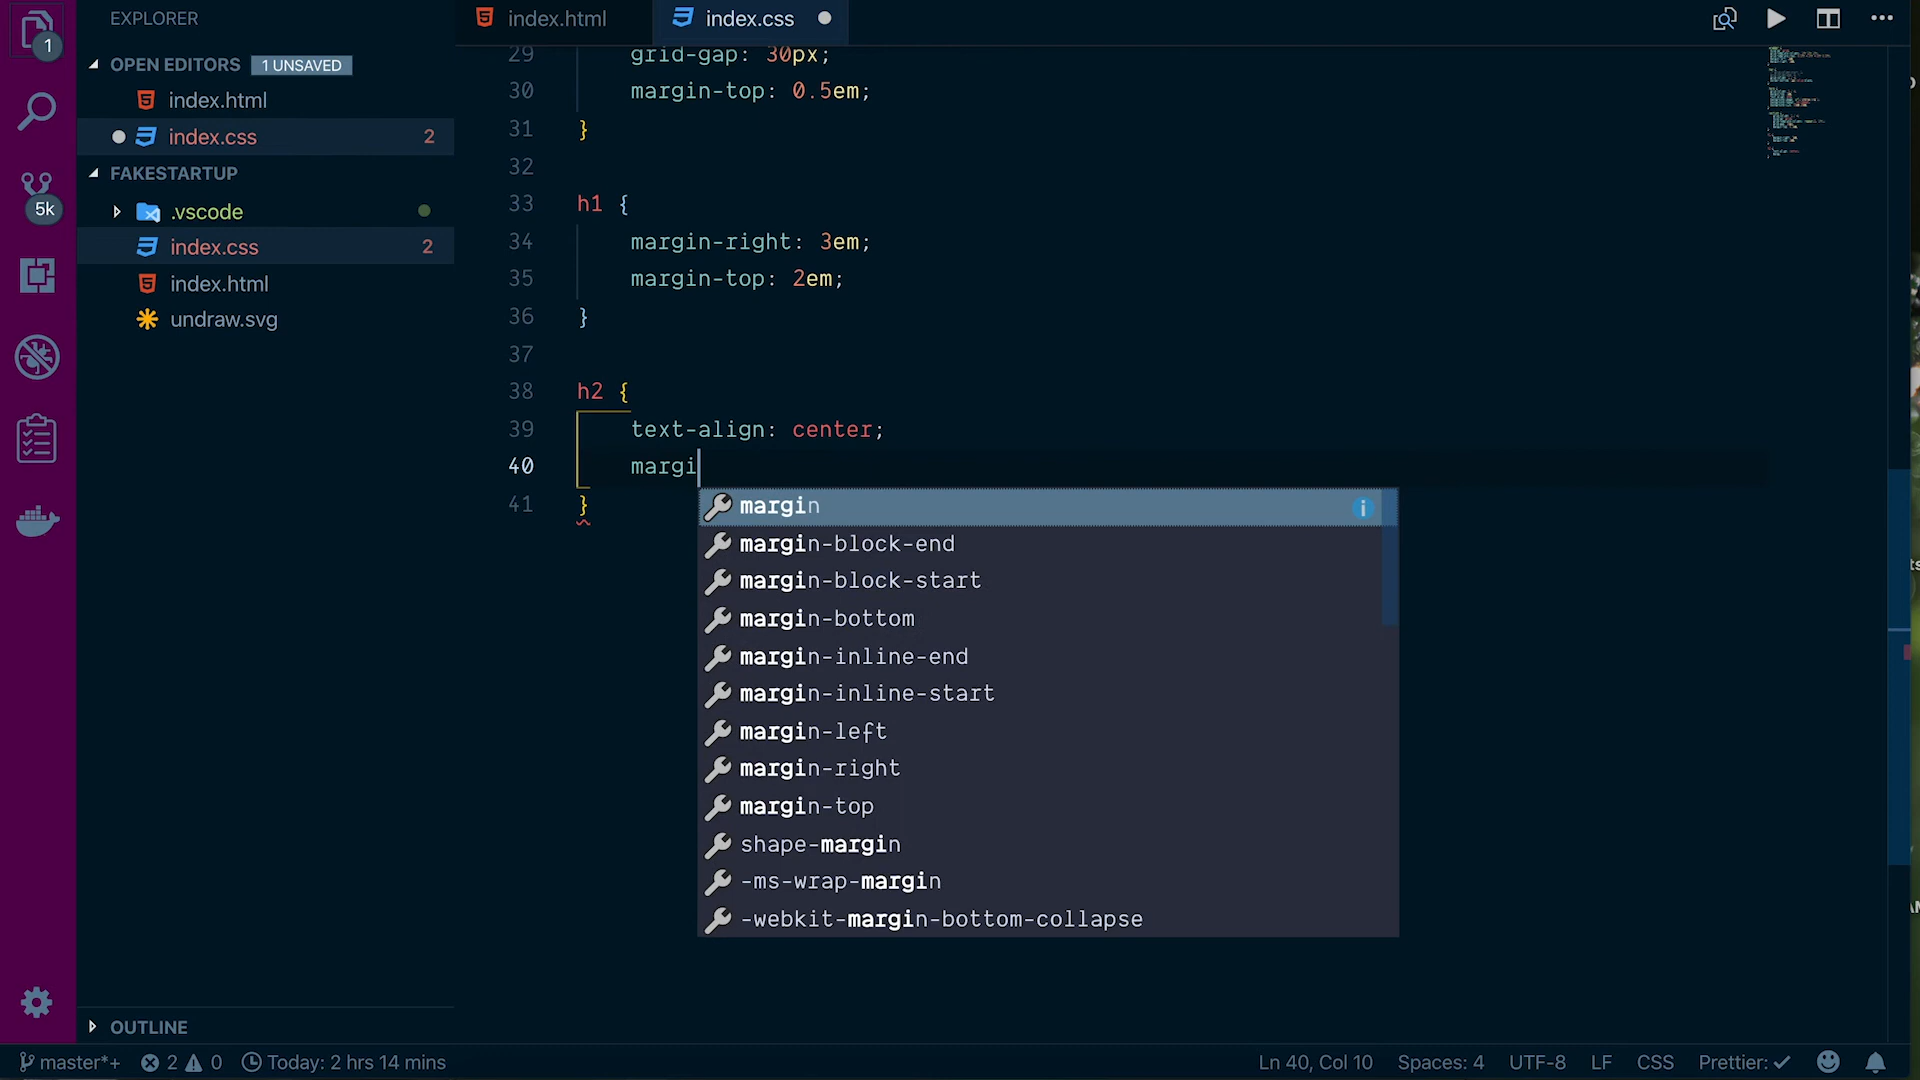 EXPLORER
OPEN EDITORS 1 UNSAVED
index.html
index.css 2
FAKESTARTUP
.vscode
index.css 2
index.html
undraw.svg
OUTLINE
1
5k
index.html index.css
29 grid-gap: 30px;
30 margin-top: 0.5em;
31 }
32
33 h1 {
34 margin-right: 3em;
35 margin-top: 2em;
36 }
37
38 h2 {
39 text-align: center;
40 margi
41 }
margin
margin-block-end
margin-block-start
margin-bottom
margin-inline-end
margin-inline-start
margin-left
margin-right
margin-top
shape-margin
-ms-wrap-margin
-webkit-margin-bottom-collapse
master*+ 2 0 Today: 2 hrs 14 mins Ln 40, Col 10 Spaces: 4 UTF-8 LF CSS Prettier: ✓